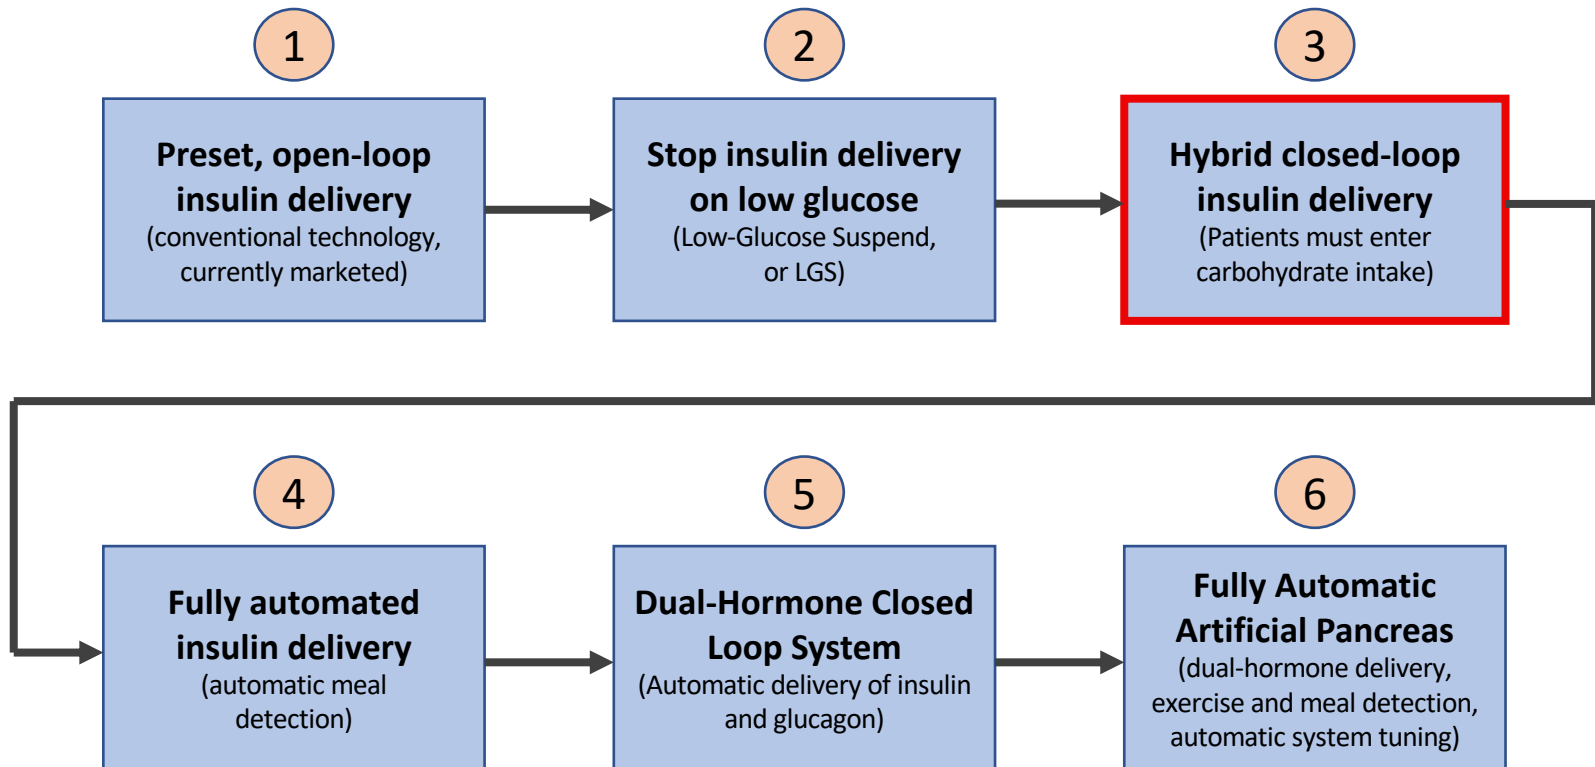 1
Preset, open-loop
insulin delivery
(conventional technology,
currently marketed)
2
Stop insulin delivery
on low glucose
(Low-Glucose Suspend,
or LGS)
3
Hybrid closed-loop
insulin delivery
(Patients must enter
carbohydrate intake)
4
Fully automated
insulin delivery
(automatic meal
detection)
5
Dual-Hormone Closed
Loop System
(Automatic delivery of insulin
and glucagon)
6
Fully Automatic
Artificial Pancreas
(dual-hormone delivery,
exercise and meal detection,
automatic system tuning)